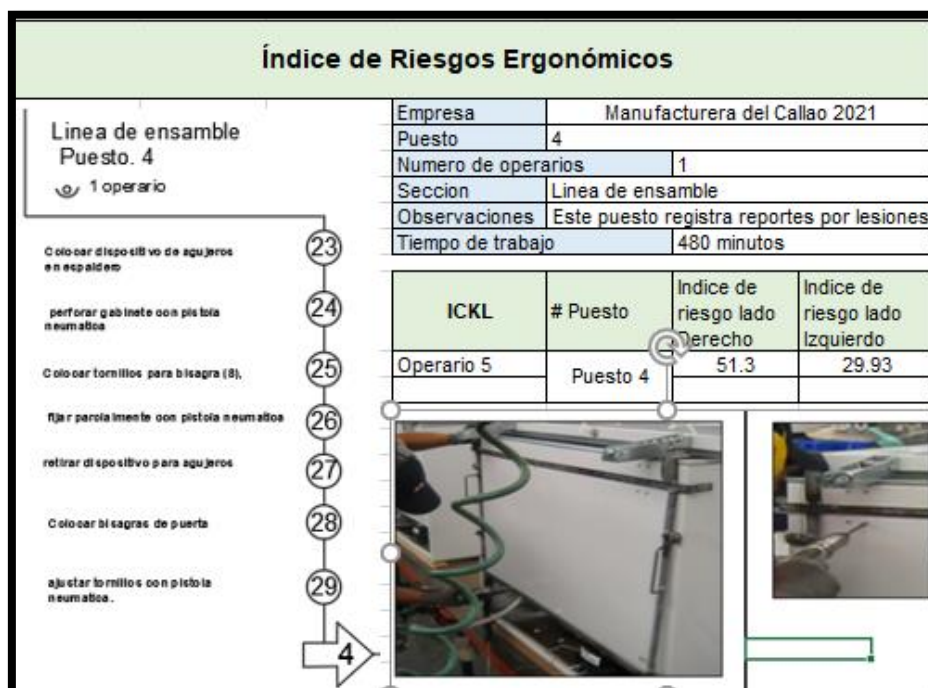 Índice de Riesgos Ergonómicos
Linea de ensamble
Puesto. 4
1 operario
23
Colocar dispositivo de agujeros
en espaldero
24
perforar gabinete con pistola
neumatica
25
Colocar tornillos para bisagra (8),
26
fijar parcialmente con pistola neumatica
27
retirar dispositivo para agujeros
28
Colocar bisagras de puerta
29
ajustar tornillos con pistola
neumatica.
4
Empresa Manufacturera del Callao 2021
Puesto 4
Numero de operarios 1
Seccion Linea de ensamble
Observaciones Este puesto registra reportes por lesiones
Tiempo de trabajo 480 minutos
ICKL # Puesto Indice de riesgo lado Derecho Indice de riesgo lado Izquierdo
Operario 5 Puesto 4 51.3 29.93